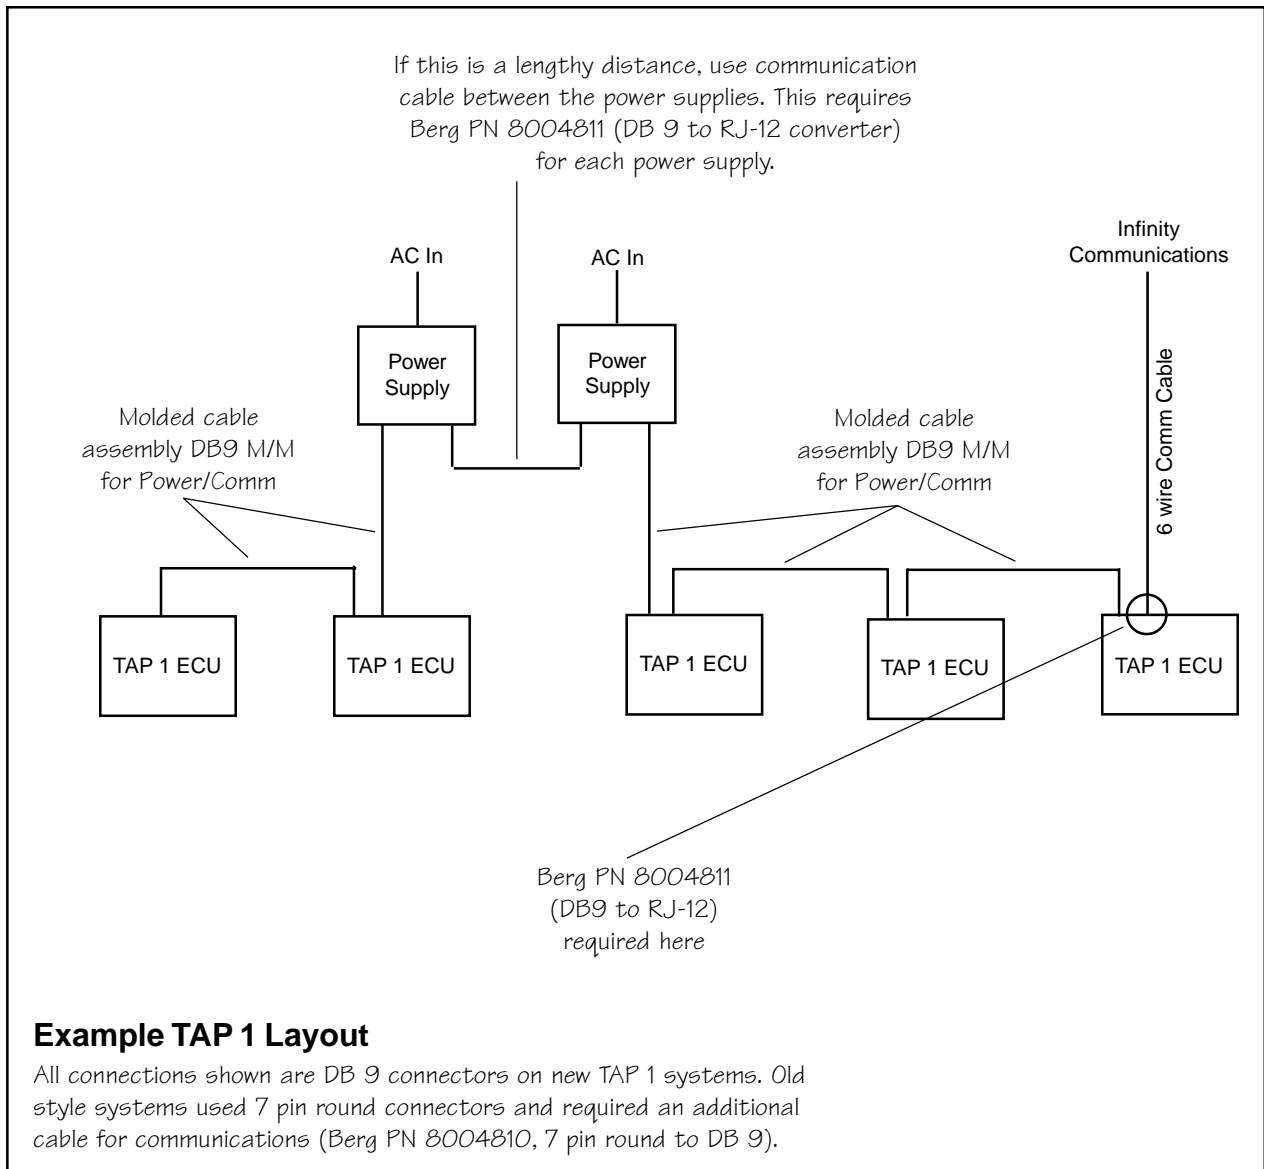 If this is a lengthy distance, use communication
cable between the power supplies. This requires
Berg PN 8004811 (DB 9 to RJ-12 converter)
for each power supply.
Infinity
Communications
AC In
AC In
Power
Supply
Power
Supply
6 wire Comm Cable
Molded cable
assembly DB9 M/M
for Power/Comm
Molded cable
assembly DB9 M/M
for Power/Comm
TAP 1 ECU
TAP 1 ECU
TAP 1 ECU
TAP 1 ECU
TAP 1 ECU
Berg PN 8004811
(DB9 to RJ-12)
required here
Example TAP 1 Layout
All connections shown are DB 9 connectors on new TAP 1 systems. Old
style systems used 7 pin round connectors and required an additional
cable for communications (Berg PN 8004810, 7 pin round to DB 9).